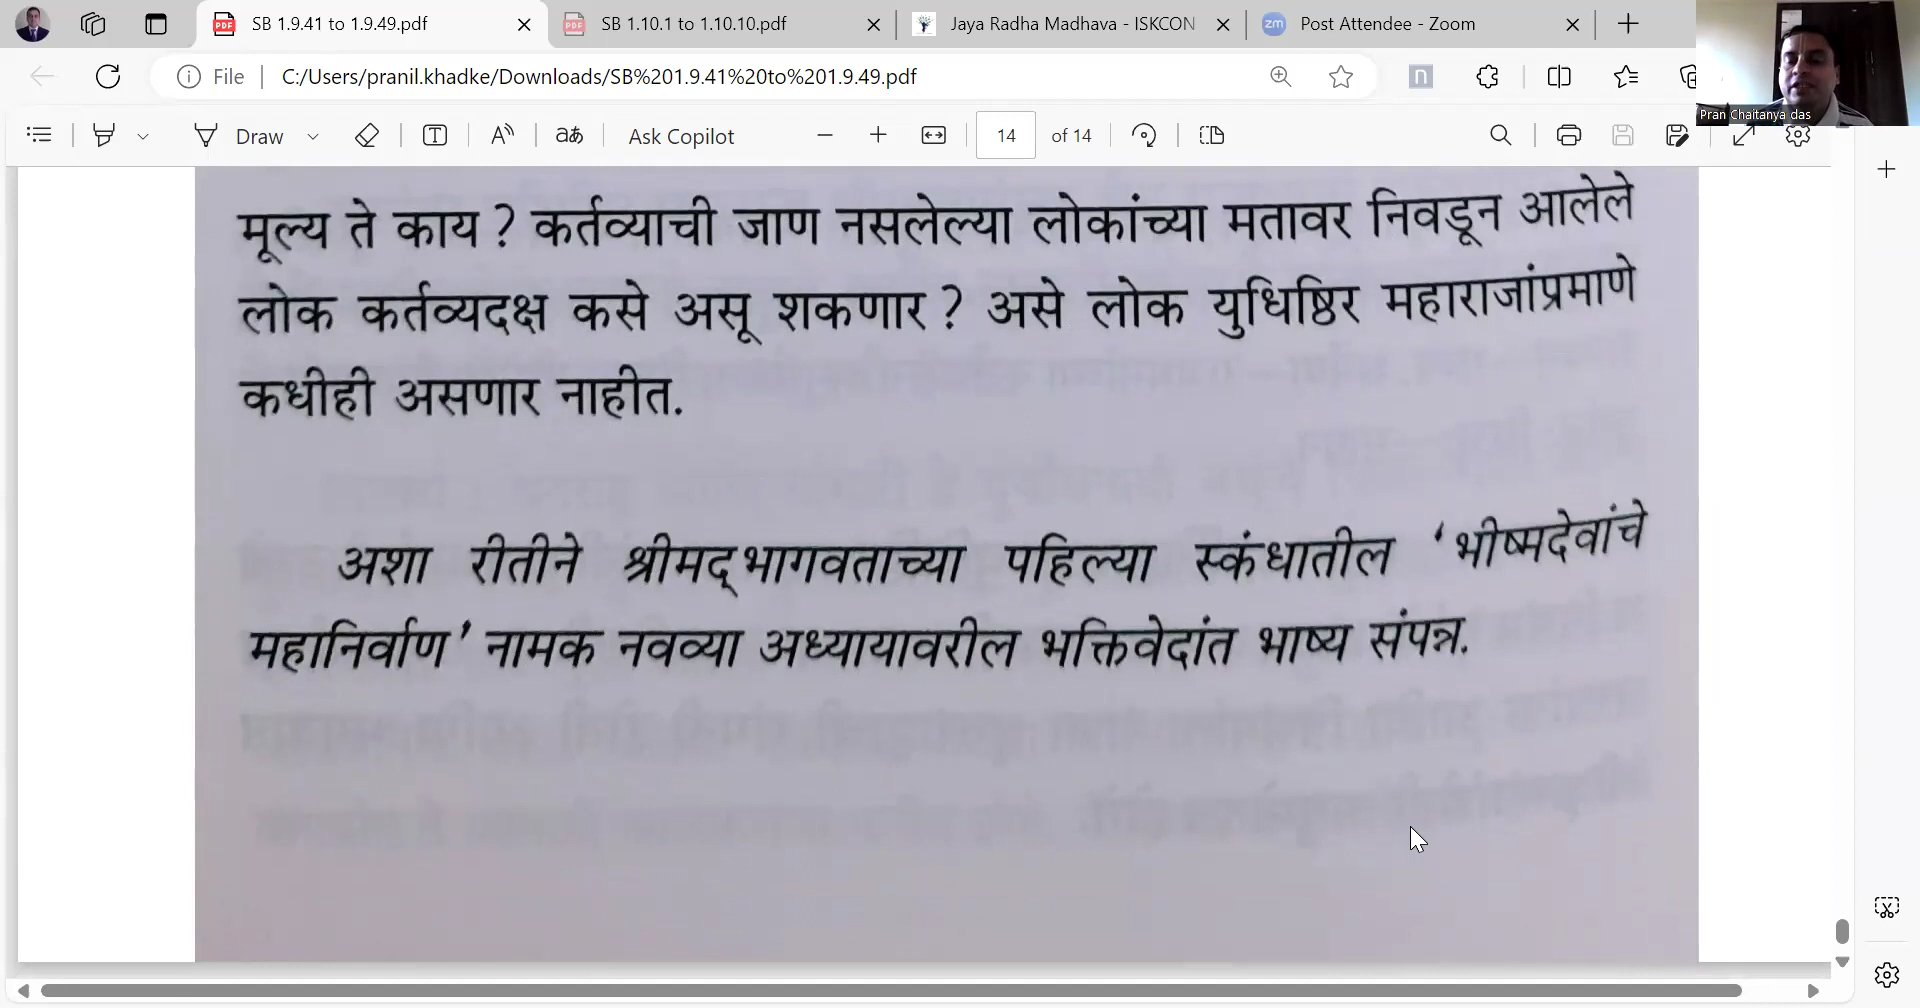 SB 1.9.41 to 1.9.49.pdf
SB 1.10.1 to 1.10.10.pdf
Jaya Radha Madhava - ISKCON
zm
Post Attendee - Zoom
File
C:/Users/pranil.khadke/Downloads/SB%201.9.41%20to%201.9.49.pdf
n
Pran Chaitanya das
Draw
aあ
Ask Copilot
14
of 14
मूल्य ते काय ? कर्तव्याची जाण नसलेल्या लोकांच्या मतावर निवडून आलेले
लोक कर्तव्यदक्ष कसे असू शकणार ? असे लोक युधिष्ठिर महाराजांप्रमाणे
कधीही असणार नाहीत.
अशा रीतीने श्रीमद्‌भागवताच्या पहिल्या स्कंधातील ‘भीष्मदेवांचे
महानिर्वाण’ नामक नवव्या अध्यायावरील भक्तिवेदांत भाष्य संपन्न.